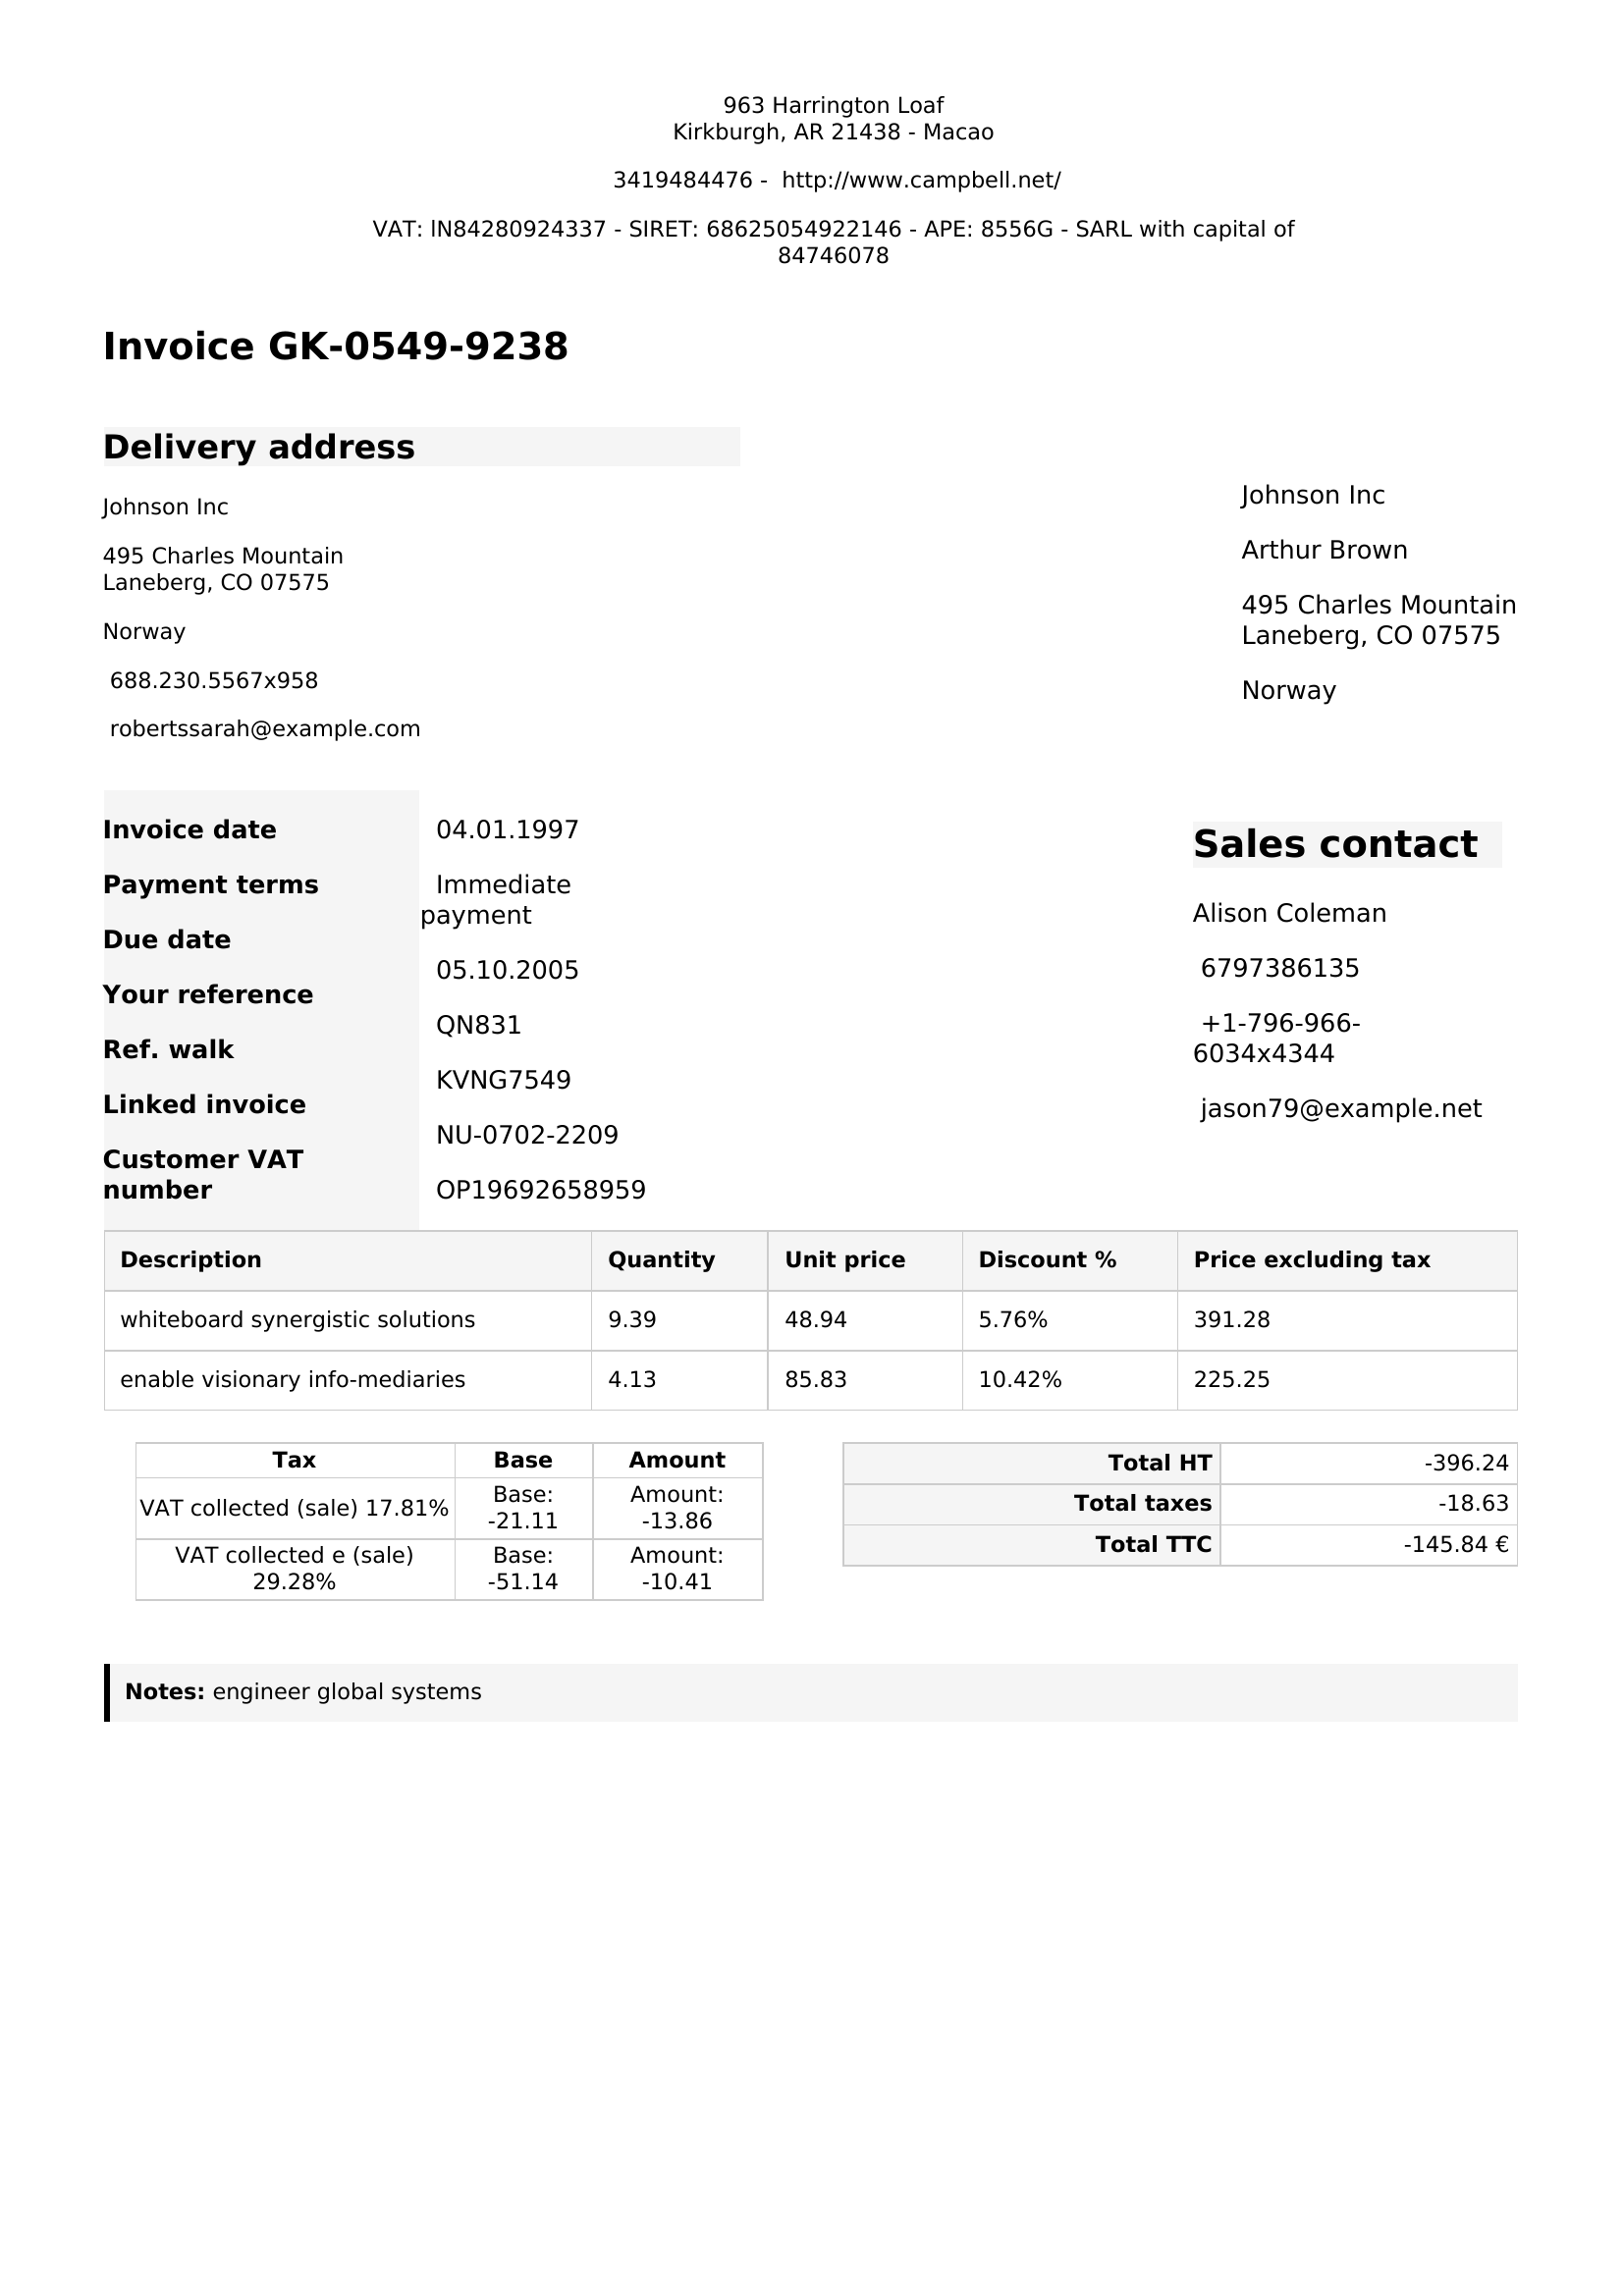 963 Harrington Loaf
Kirkburgh, AR 21438 - Macao
3419484476 -  http://www.campbell.net/
VAT: lN84280924337 - SIRET: 68625054922146 - APE: 8556G - SARL with capital of
84746078
Invoice GK-0549-9238
Delivery address
Johnson Inc
495 Charles Mountain
Laneberg, CO 07575
Norway
688.230.5567x958
robertssarah@example.com
Johnson Inc
Arthur Brown
495 Charles Mountain
Laneberg, CO 07575
Norway
Invoice date
Payment terms
Due date
Your reference
Ref. walk
Linked invoice
Customer VAT
number
04.01.1997
Immediate
payment
05.10.2005
QN831
KVNG7549
NU-0702-2209
OP19692658959
Sales contact
Alison Coleman
6797386135
+1-796-966-
6034x4344
jason79@example.net
Description Quantity Unit price Discount % Price excluding tax
whiteboard synergistic solutions 9.39 48.94 5.76% 391.28
enable visionary info-mediaries 4.13 85.83 10.42% 225.25
Tax Base Amount
VAT collected (sale) 17.81% Base: Amount:
-21.11 -13.86
VAT collected e (sale) Base: Amount:
29.28% -51.14 -10.41
Total HT -396.24
Total taxes -18.63
Total TTC -145.84 €
Notes: engineer global systems